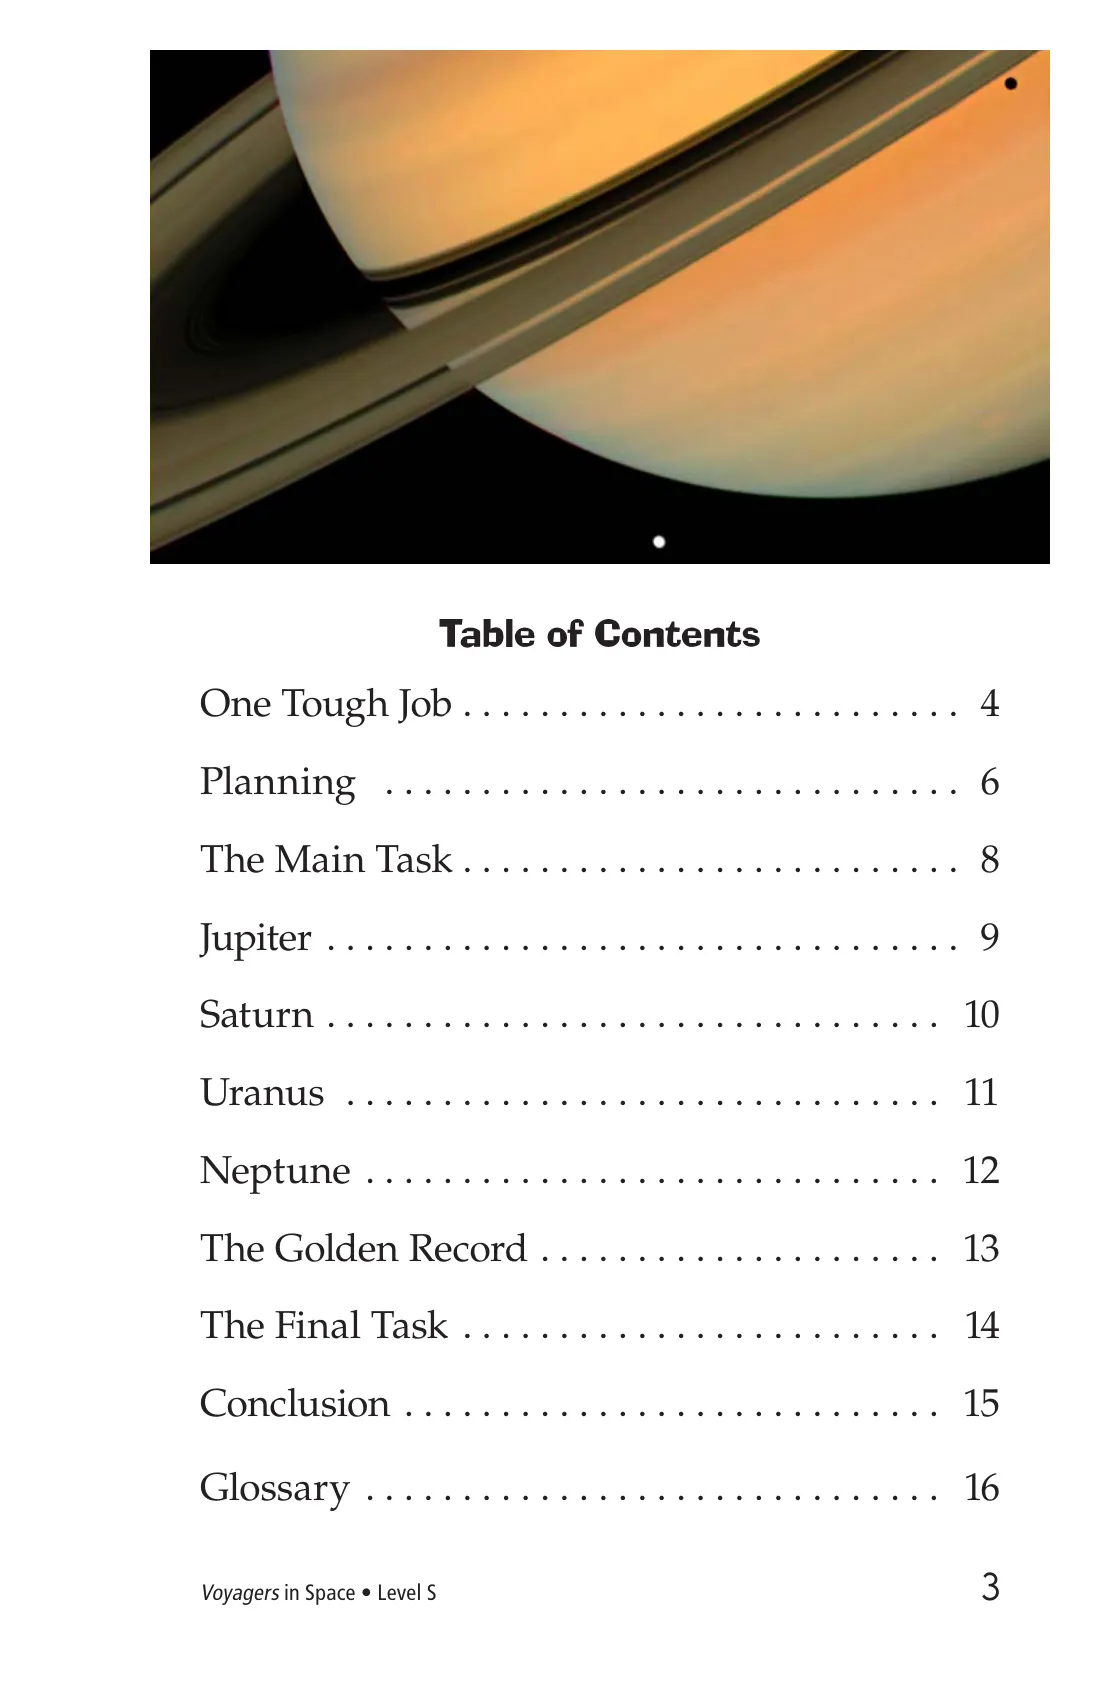 Table of Contents
One Tough Job . . . . . . . . . . . . . . . . . . . . . . . . . . 4
Planning . . . . . . . . . . . . . . . . . . . . . . . . . . . . . . 6
The Main Task . . . . . . . . . . . . . . . . . . . . . . . . . . 8
Jupiter . . . . . . . . . . . . . . . . . . . . . . . . . . . . . . . . . 9
Saturn . . . . . . . . . . . . . . . . . . . . . . . . . . . . . . . . 10
Uranus . . . . . . . . . . . . . . . . . . . . . . . . . . . . . . . 11
Neptune . . . . . . . . . . . . . . . . . . . . . . . . . . . . . . 12
The Golden Record . . . . . . . . . . . . . . . . . . . . . 13
The Final Task . . . . . . . . . . . . . . . . . . . . . . . . . 14
Conclusion . . . . . . . . . . . . . . . . . . . . . . . . . . . . 15
Glossary . . . . . . . . . . . . . . . . . . . . . . . . . . . . . . 16
Voyagers in Space • Level S 3